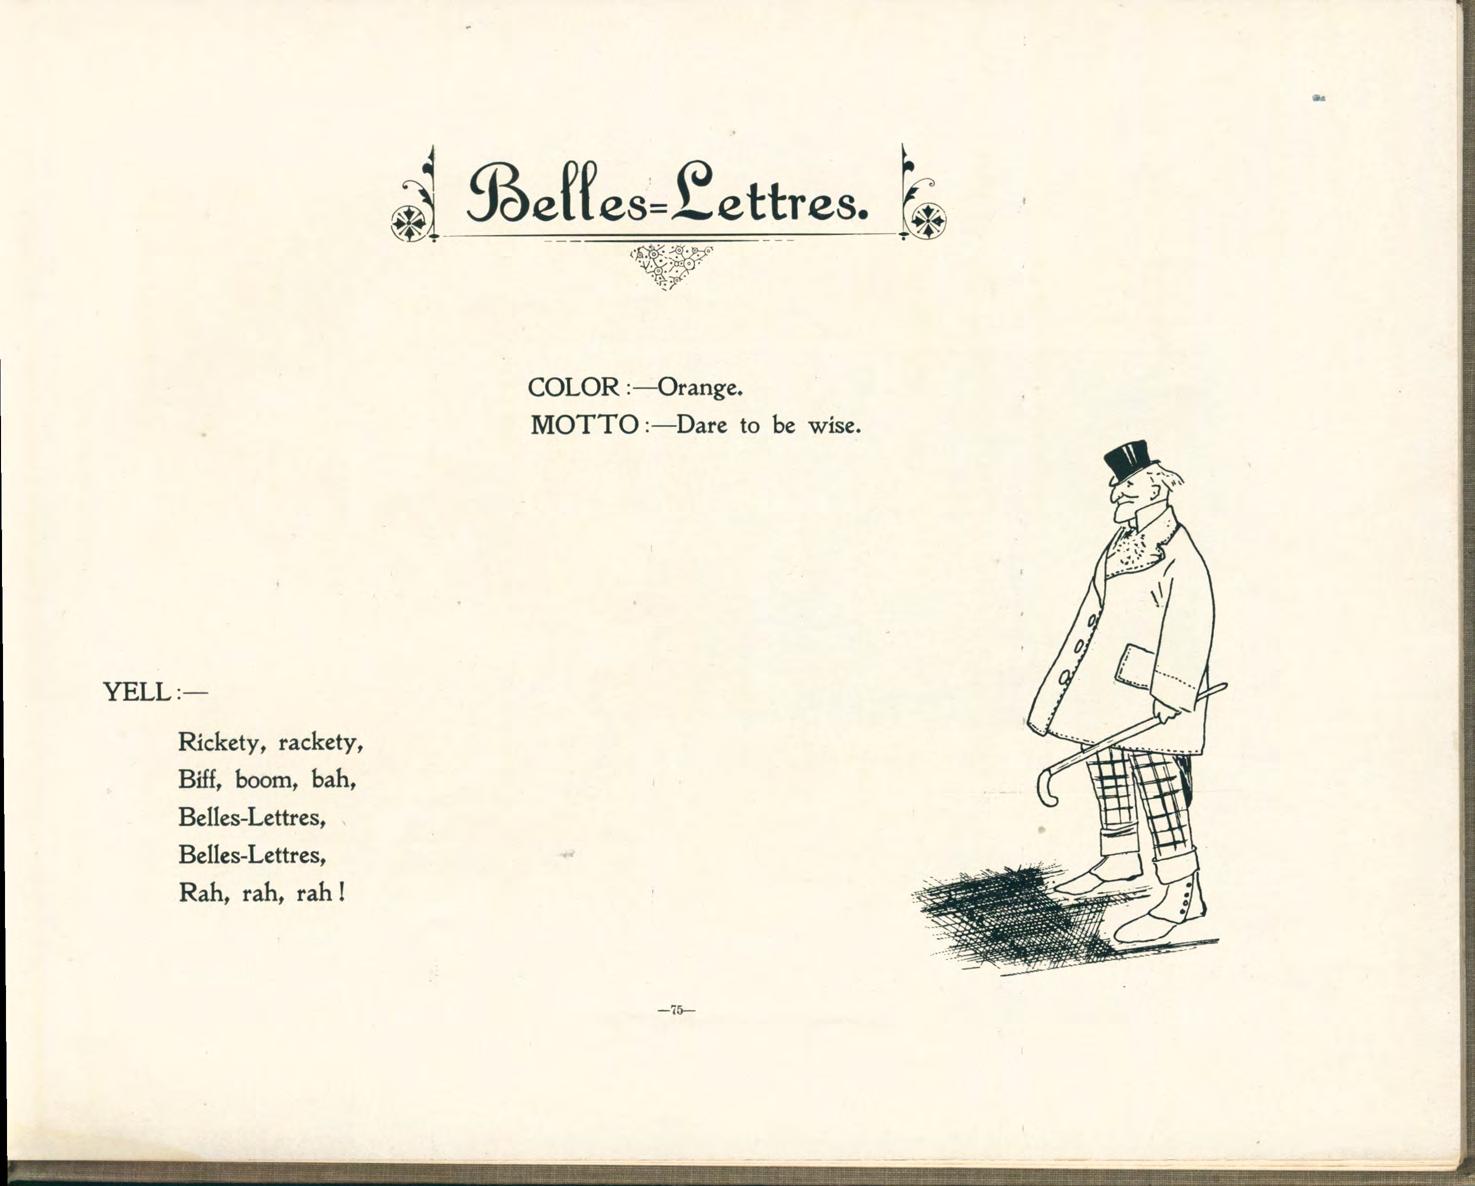 Belles=Lettres.
COLOR:—Orange.
MOTTO:—Dare to be wise.
YELL:—
Rickety, rackety,
Biff, boom, bah,
Belles-Lettres,
Belles-Lettres,
Rah, rah, rah!
—75—